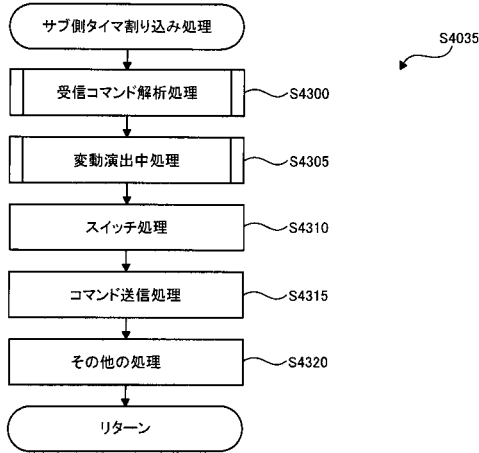 サブ側タイマ割り込み処理
S4035
受信コマンド解析処理
S4300
変動演出中処理
S4305
スイッチ処理
S4310
コマンド送信処理
S4315
その他の処理
S4320
リターン